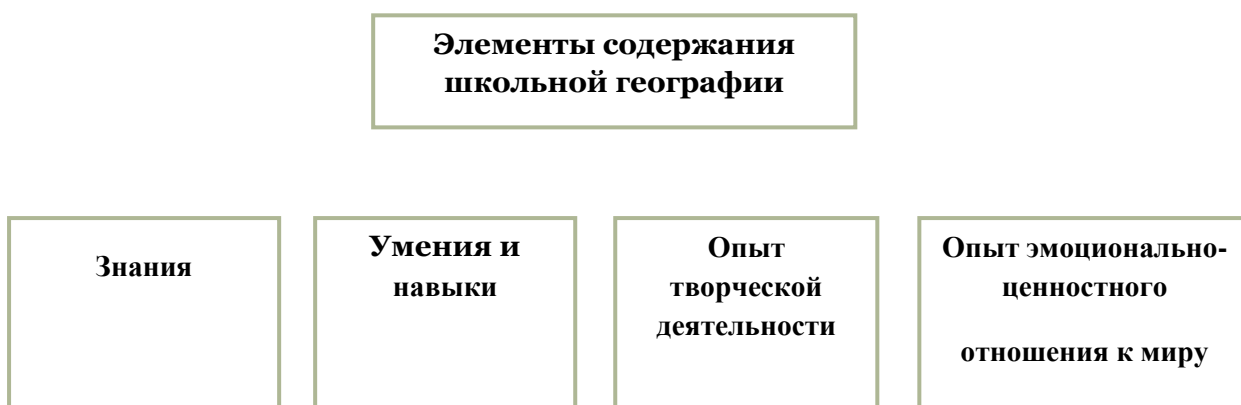 Элементы содержания
школьной географии
Знания
Умения и
навыки
Опыт
творческой
деятельности
Опыт эмоционально-
ценностного
отношения к миру